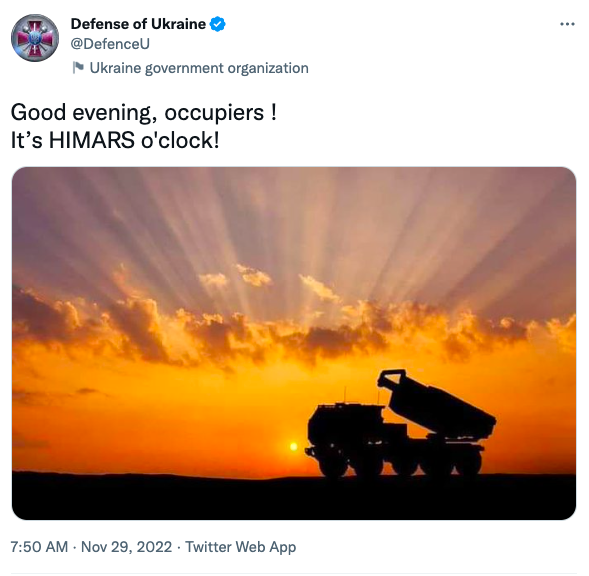 Defense of Ukraine
@DefenceU
Ukraine government organization
Good evening, occupiers !
It’s HIMARS o'clock!
7:50 AM · Nov 29, 2022 · Twitter Web App